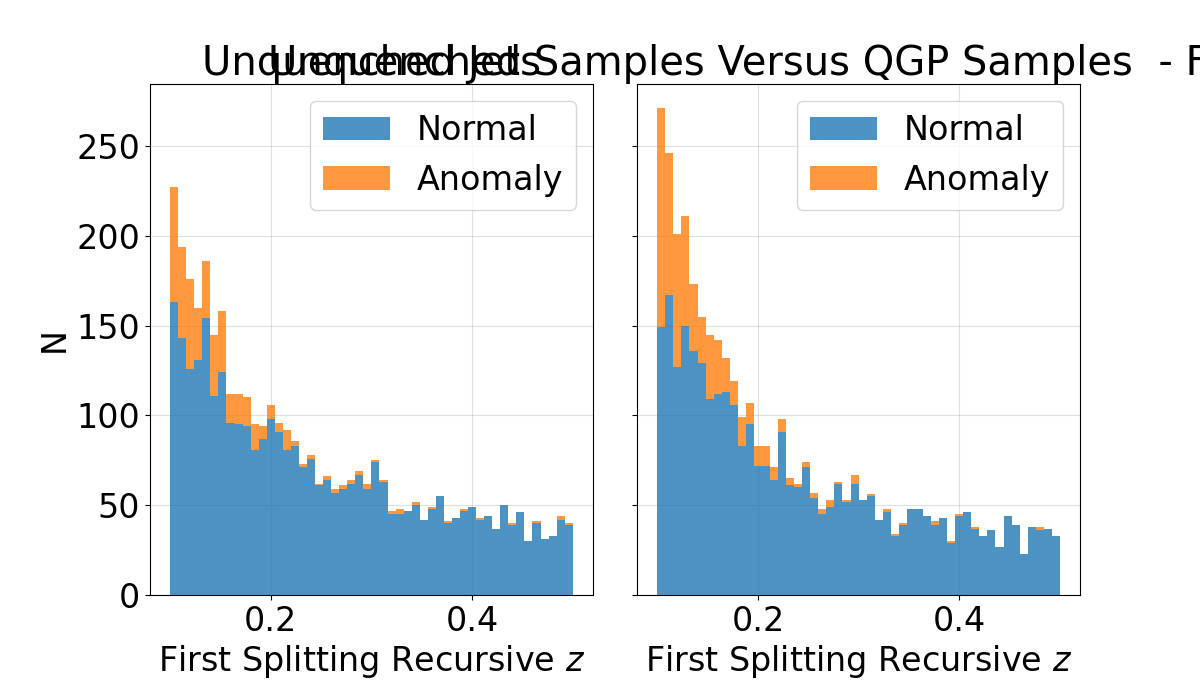 Samples Versus QGP Samples -
Normal
Anomaly
Normal
Anomaly
N
250
200
150
100
50
0
0.2
0.4
0.2
0.4
First Splitting Recursive z
First Splitting Recursive z